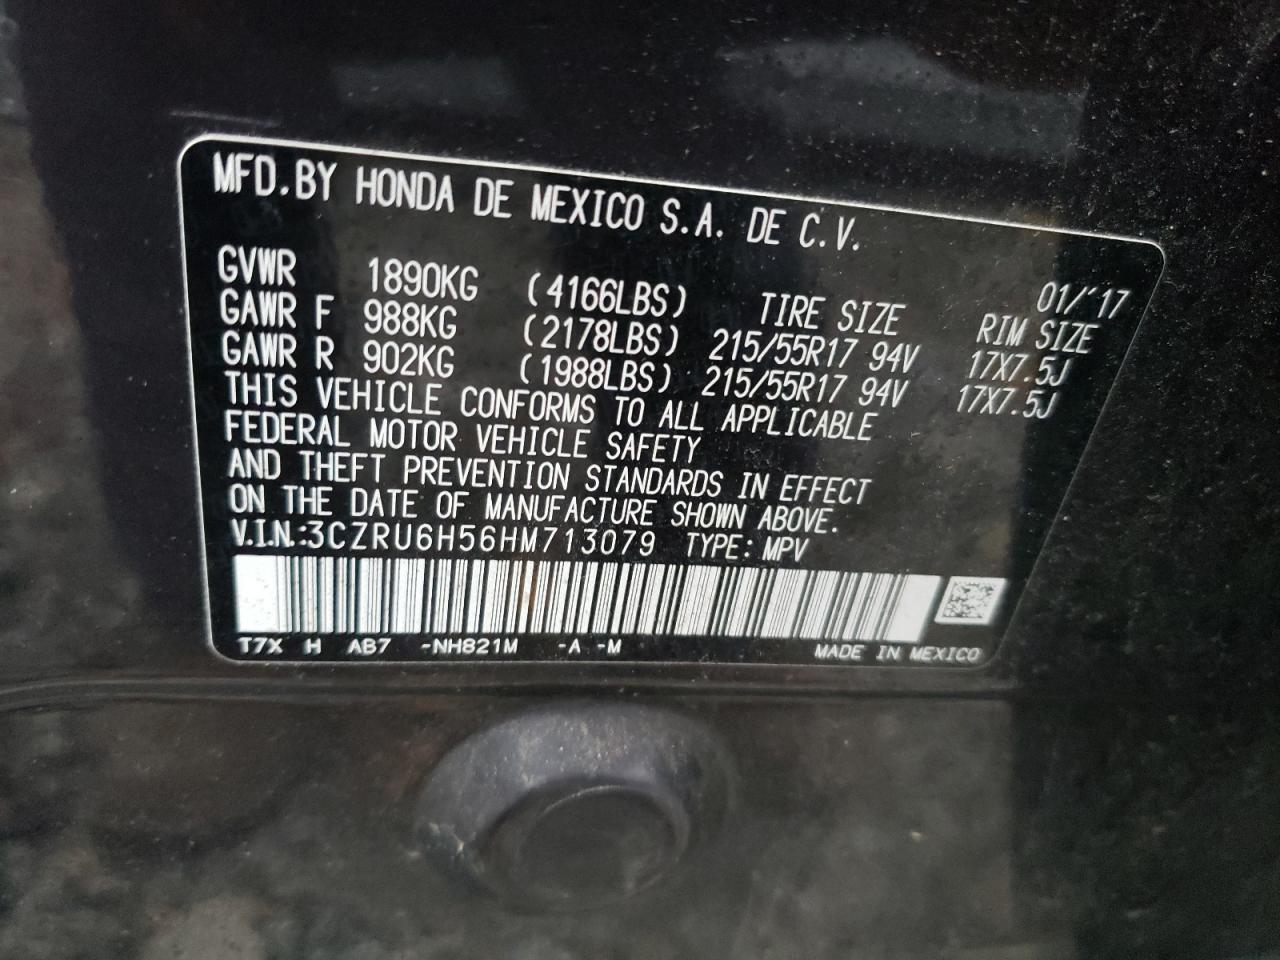 MFD.BY HONDA DE MEXICO S.A. DE C.V.
01/'17
GVWR 1890KG (4166LBS) TIRE SIZE RIM SIZE
GAWR F 988KG (2178LBS) 215/55R17 94V 17X7.5J
GAWR R 902KG (1988LBS) 215/55R17 94V 17X7.5J
THIS VEHICLE CONFORMS TO ALL APPLICABLE
FEDERAL MOTOR VEHICLE SAFETY
AND THEFT PREVENTION STANDARDS IN EFFECT
ON THE DATE OF MANUFACTURE SHOWN ABOVE.
V.I.N.:3CZRU6H56HM713079 TYPE: MPV
T7X H AB7 -NH821M -A -M MADE IN MEXICO